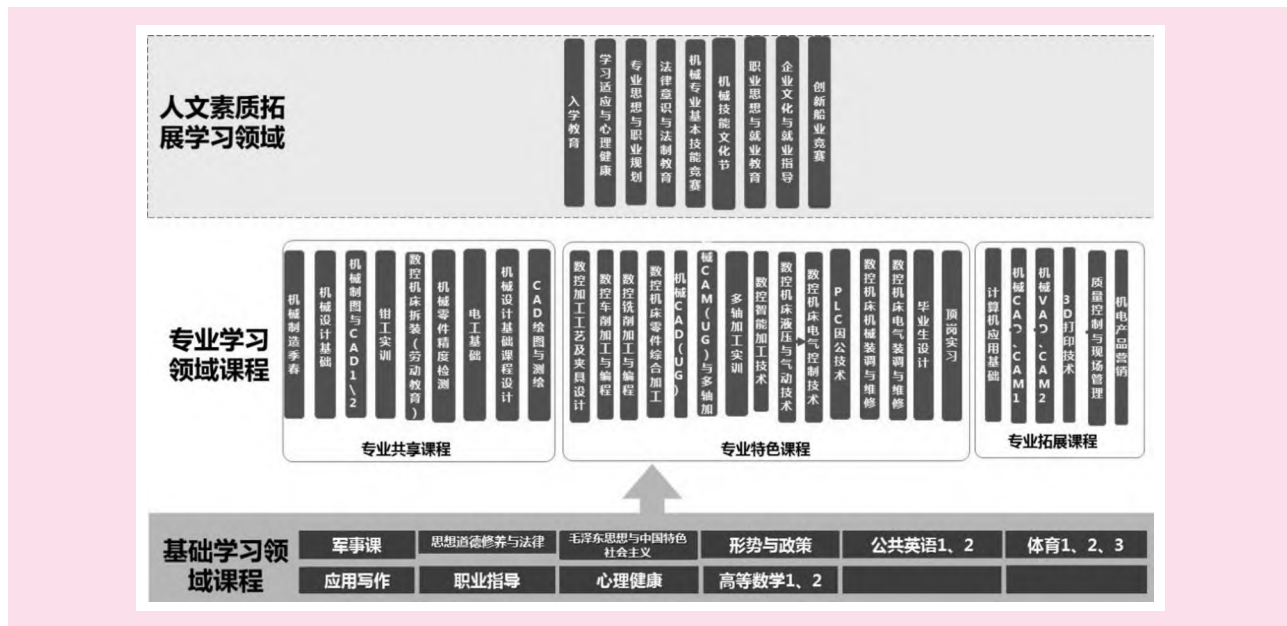 人文素质拓
展学习领域
入学教育
学习适应与心理健康
专业思想与职业规划
法律意识与法制教育
机械专业基本技能竞赛
机械技能文化节
职业思想与就业教育
企业文化与就业指导
创新船业竞赛
专业学习
领域课程
机械制造季春
机械设计基础
机械制图与CAD1\2
钳工实训
数控机床拆装(劳动教育)
机械零件精度检测
电工基础
机械设计基础课程设计
CAD绘图与测绘
专业共享课程
数控加工工艺及夹具设计
数控车削加工与编程
数控铣削加工与编程
数控机床零件综合加工
机械CAD(UG)
械CAM(UG)与多轴加
多轴加工实训
数控智能加工技术
数控机床液压与气动技术
数控机床电气控制技术
PLC因公技术
数控机床机械装调与维修
数控机床电气装调与维修
毕业生设计
顶岗实习
专业特色课程
计算机应用基础
机械CAD、CAM1
机械VAD、CAM2
3D打印技术
质量控制与现场管理
机电产品营销
专业拓展课程
基础学习领
域课程
军事课
思想道德修养与法律
毛泽东思想与中国特色
社会主义
形势与政策
公共英语1、2
体育1、2、3
应用写作
职业指导
心理健康
高等数学1、2